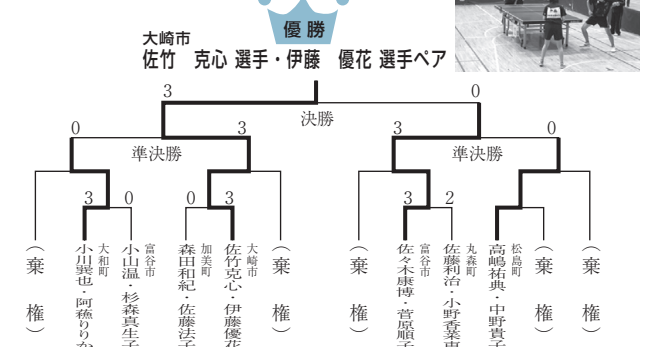 優勝
大崎市
佐竹　克心 選手・伊藤　優花 選手ペア
3
0
決勝
0
3
3
0
準決勝
準決勝
3
0
0
3
3
2
（棄権）
大和町
小川巽也・阿蘓りりか
富谷市
小山温・杉森真生子
加美町
森田和紀・佐藤法子
大崎市
佐竹克心・伊藤優花
（棄権）
（棄権）
富谷市
佐々木康博・菅原順子
丸森町
佐藤利治・小野香菜恵
松島町
高嶋祐典・中野貴子
（棄権）
（棄権）